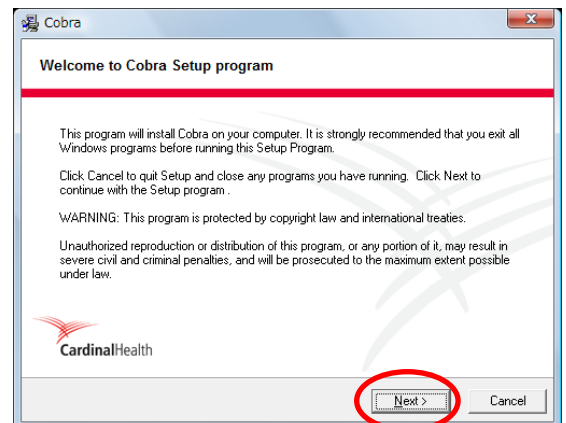 Cobra
Welcome to Cobra Setup program
This program will install Cobra on your computer. It is strongly recommended that you exit all
Windows programs before running this Setup Program.
Click Cancel to quit Setup and close any programs you have running. Click Next to
continue with the Setup program .
WARNING: This program is protected by copyright law and international treaties.
Unauthorized reproduction or distribution of this program, or any portion of it, may result in
severe civil and criminal penalties, and will be prosecuted to the maximum extent possible
under law.
CardinalHealth
Next >
Cancel